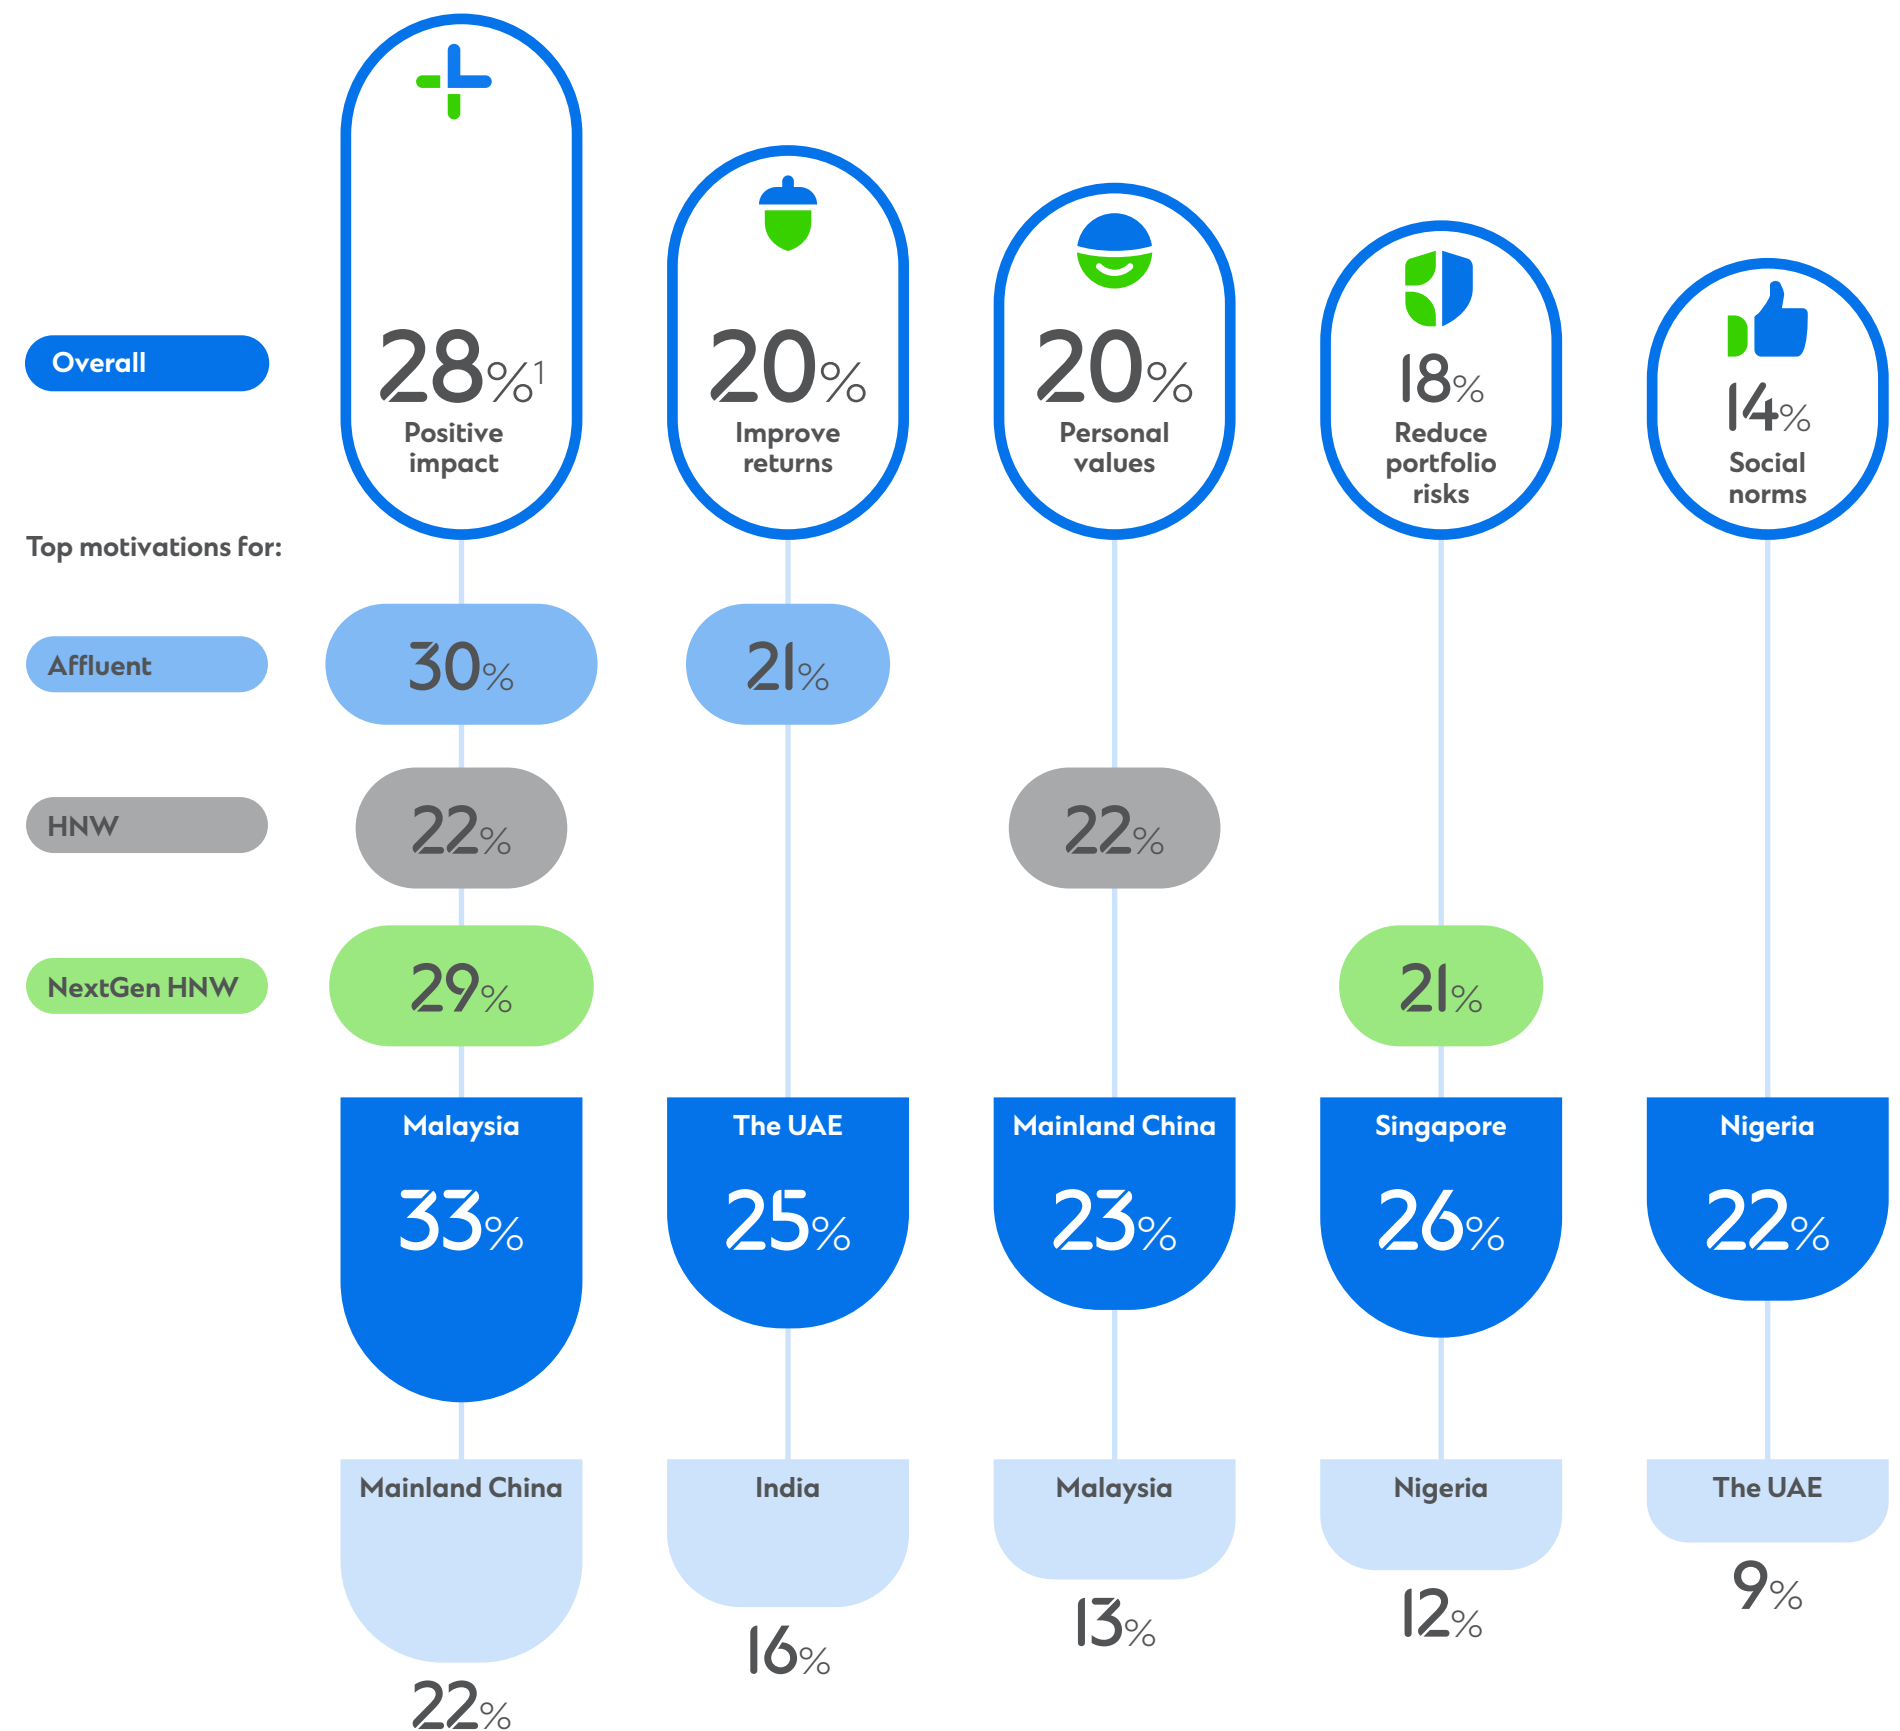 Overall
28%1
Positive
impact
20%
Improve
returns
20%
Personal
values
18%
Reduce
portfolio
risks
14%
Social
norms
Top motivations for:
Affluent
30%
21%
HNW
22%
22%
NextGen HNW
29%
21%
Malaysia
33%
The UAE
25%
Mainland China
23%
Singapore
26%
Nigeria
22%
Mainland China
22%
India
16%
Malaysia
13%
Nigeria
12%
The UAE
9%